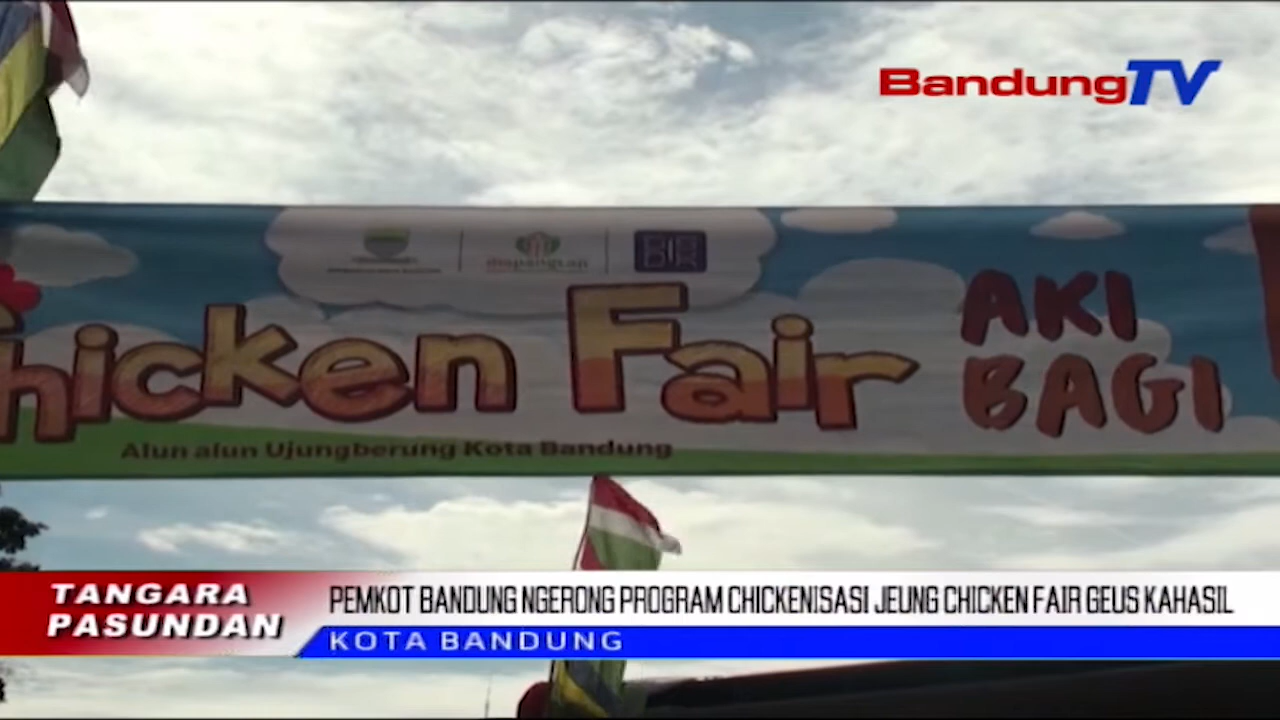 BandungTV
dispangtan
Chicken Fair
AKI
BAGI
Alun alun Ujungberung Kota Bandung
TANGARA
PASUNDAN
PEMKOT BANDUNG NGERONG PROGRAM CHICKENISASI JEUNG CHICKEN FAIR GEUS KAHASIL
KOTA BANDUNG